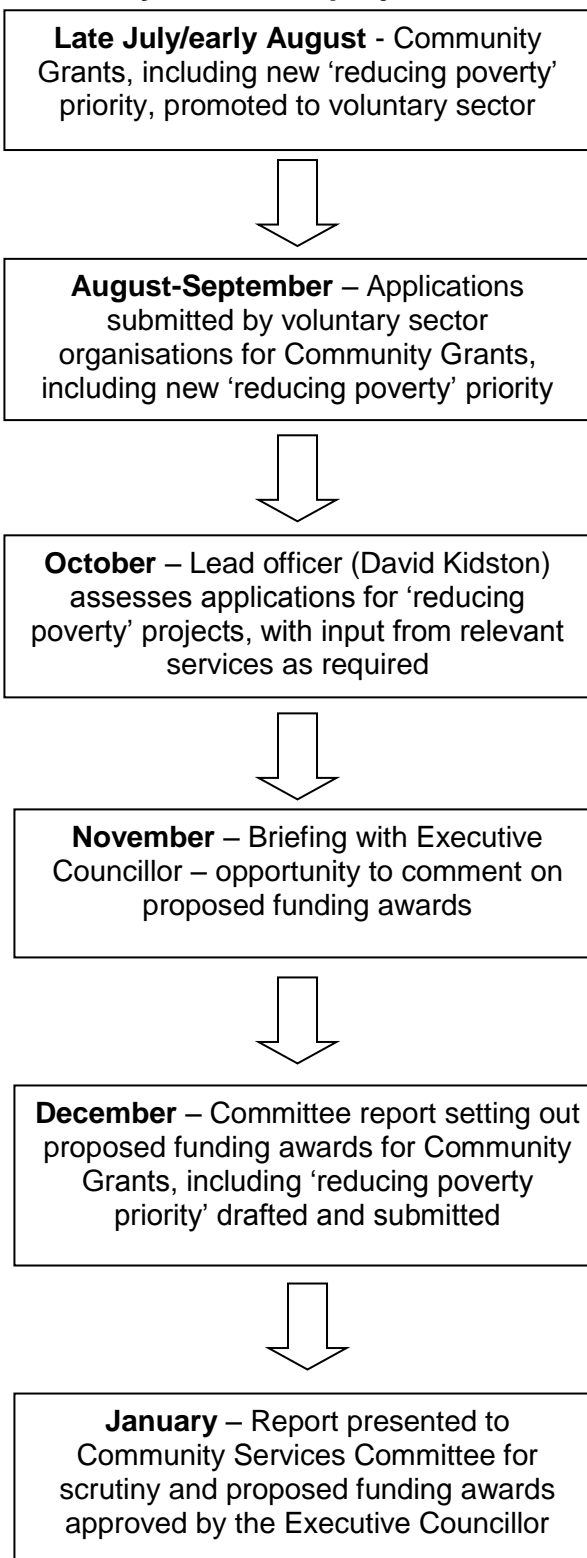 Late July/early August - Community
Grants, including new ‘reducing poverty’
priority, promoted to voluntary sector
August-September – Applications
submitted by voluntary sector
organisations for Community Grants,
including new ‘reducing poverty’ priority
October – Lead officer (David Kidston)
assesses applications for ‘reducing
poverty’ projects, with input from relevant
services as required
November – Briefing with Executive
Councillor – opportunity to comment on
proposed funding awards
December – Committee report setting out
proposed funding awards for Community
Grants, including ‘reducing poverty
priority’ drafted and submitted
January – Report presented to
Community Services Committee for
scrutiny and proposed funding awards
approved by the Executive Councillor